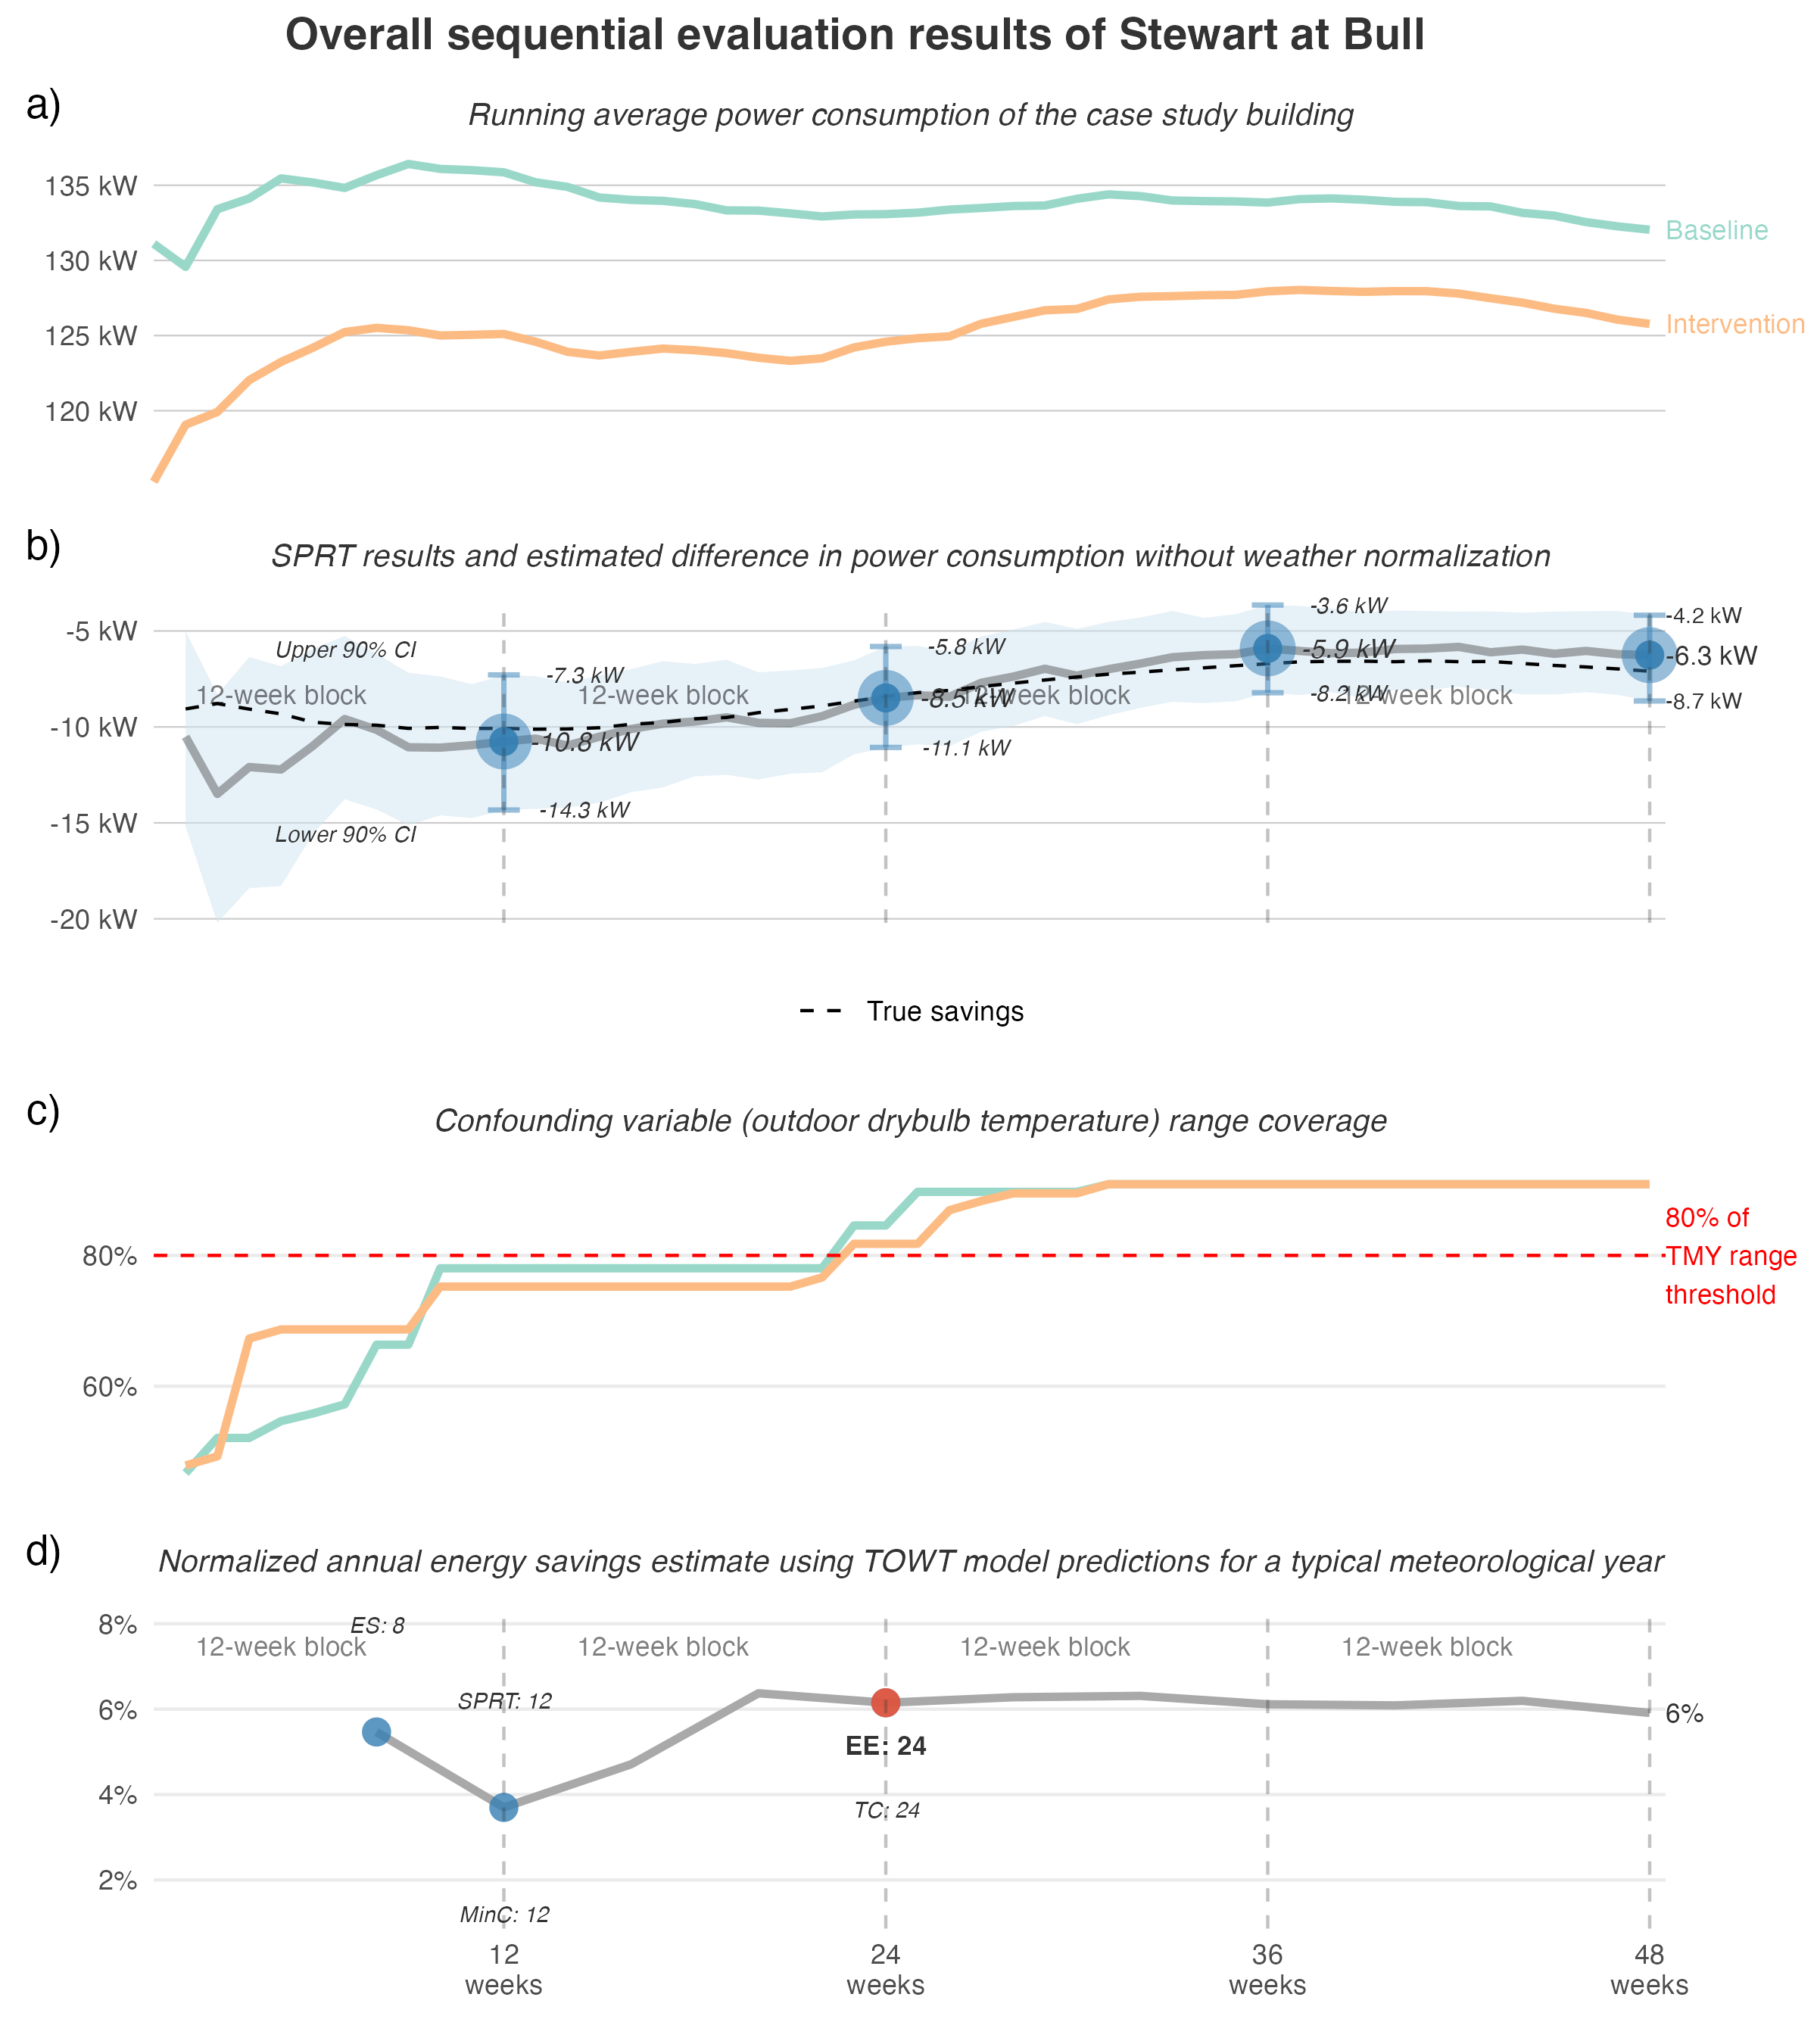 Overall sequential evaluation results of Stewart at Bull
a)
Running average power consumption of the case study building
135 kW
130 kW
125 kW
120 kW
Baseline
Intervention
b)
SPRT results and estimated difference in power consumption without weather normalization
-5 kW
-10 kW
-15 kW
-20 kW
Upper 90% CI
Lower 90% CI
12-week block
12-week block
12-week block
12-week block
-7.3 kW
-10.8 kW
-14.3 kW
-5.8 kW
-8.5 kW
-11.1 kW
-3.6 kW
-5.9 kW
-8.2 kW
-4.2 kW
-6.3 kW
-8.7 kW
True savings
c)
Confounding variable (outdoor drybulb temperature) range coverage
80%
60%
80% of
TMY range
threshold
d)
Normalized annual energy savings estimate using TOWT model predictions for a typical meteorological year
8%
6%
4%
2%
12-week block
12-week block
12-week block
12-week block
ES: 8
SPRT: 12
MinC: 12
EE: 24
TC: 24
6%
12
weeks
24
weeks
36
weeks
48
weeks